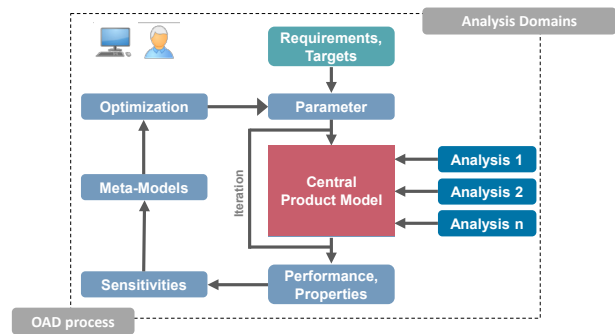 Analysis Domains
Requirements,
Targets
Optimization
Parameter
Analysis 1
Iteration
Central
Product Model
Meta-Models
Analysis 2
Analysis n
Sensitivities
Performance,
Properties
OAD process